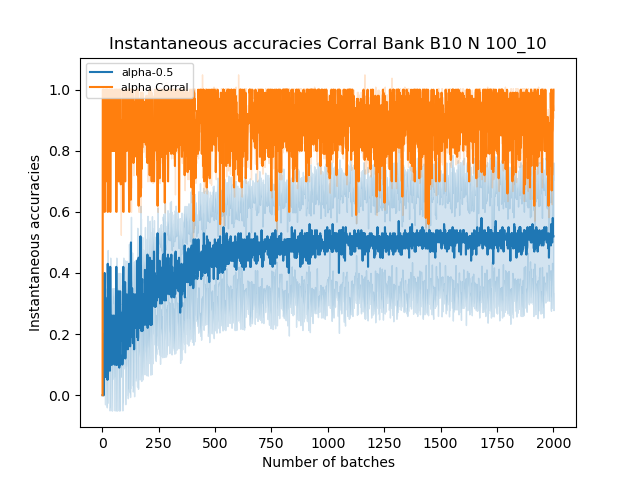 Instantaneous accuracies Corral Bank B10 N 100_10
alpha-0.5
alpha Corral
1.0
0.8
0.6
0.4
0.2
0.0
Instantaneous accuracies
0 250 500 750 1000 1250 1500 1750 2000
Number of batches